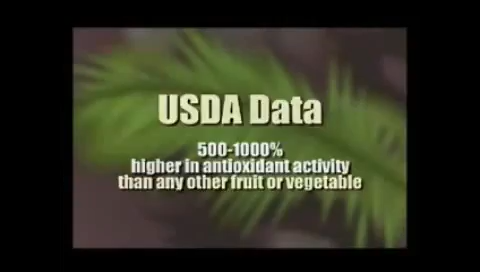 USDA Data
500-1000%
higher in antioxidant activity
than any other fruit or vegetable